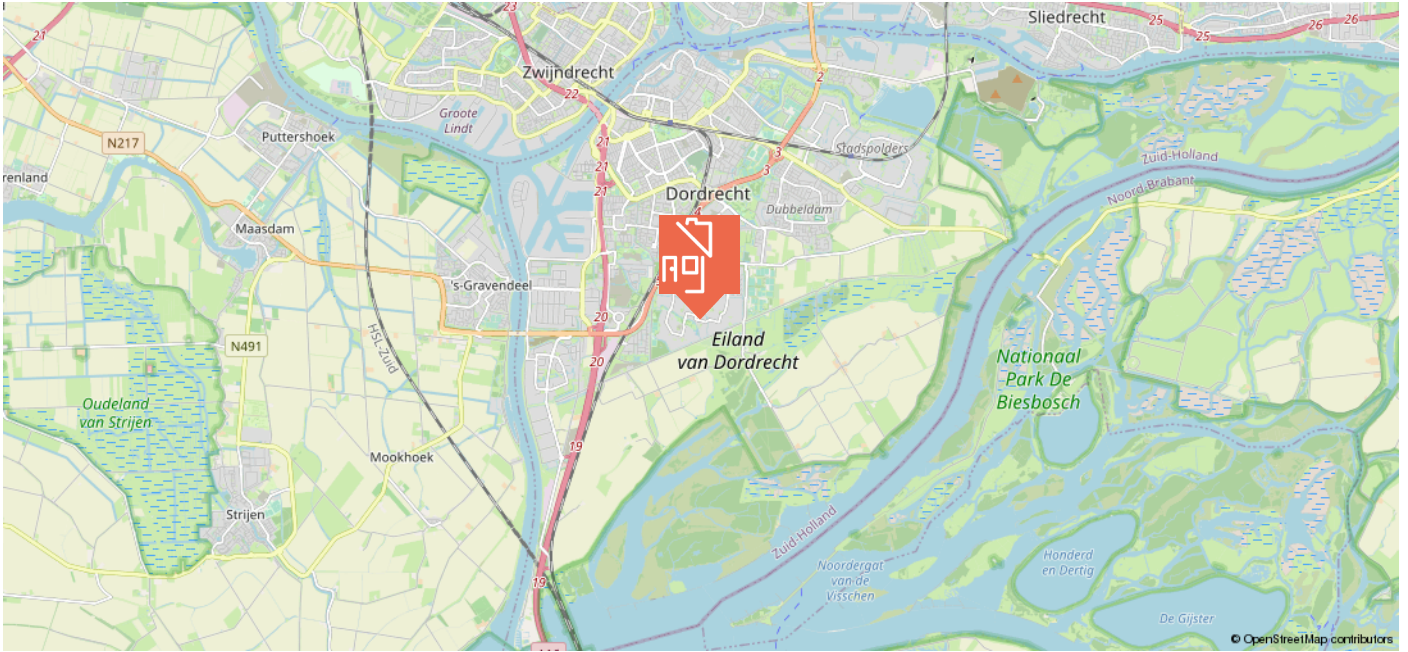 23
Sliedrecht
25
26
26
25
21
Zwijndrecht
2
22
Groote
Lindt
Puttershoek
N217
21
3
Stadspolders
21
3
Zuid-Holland
Noord-Brabant
21
Dordrecht
Dubbeldam
Maasdam
's-Gravendeel
20
HSL-Zuid
N491
20
Eiland
van Dordrecht
Nationaal
Park De
Biesbosch
Oudeland
van Strijen
19
Mookhoek
Strijen
Zuid-Holland
Honderd
en Dertig
Noordergat
van de
Visschen
19
De Gijster
© OpenStreetMap contributors